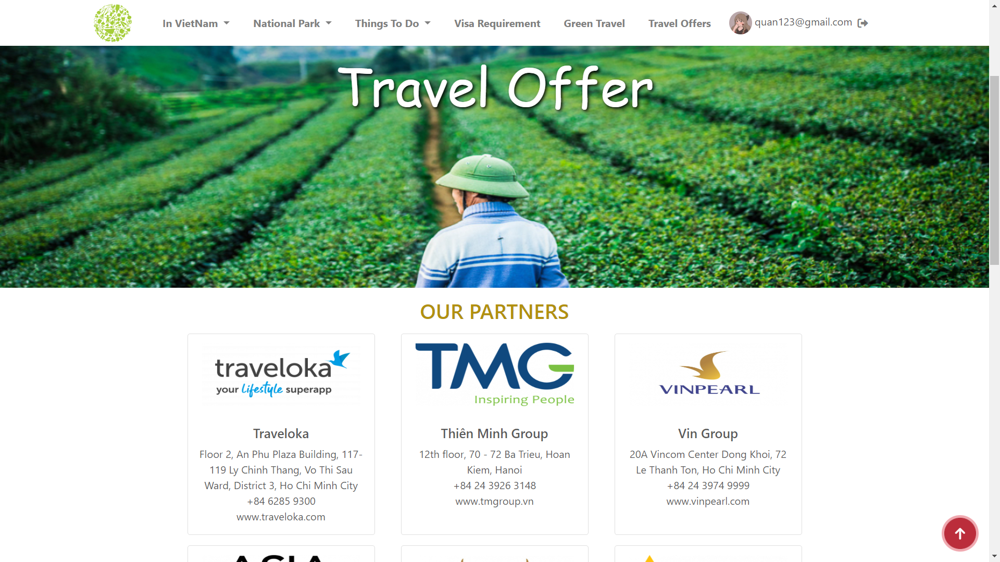 In VietNam
National Park
Things To Do
Visa Requirement
Green Travel
Travel Offers
quan123@gmail.com
Travel Offer
OUR PARTNERS
traveloka
your lifestyle superapp
Traveloka
Floor 2, An Phu Plaza Building, 117-
119 Ly Chinh Thang, Vo Thi Sau
Ward, District 3, Ho Chi Minh City
+84 6285 9300
www.traveloka.com
TMG
Inspiring People
Thiên Minh Group
12th floor, 70 - 72 Ba Trieu, Hoan
Kiem, Hanoi
+84 24 3926 3148
www.tmgroup.vn
VINPEARL
Vin Group
20A Vincom Center Dong Khoi, 72
Le Thanh Ton, Ho Chi Minh City
+84 24 3974 9999
www.vinpearl.com
ASIA